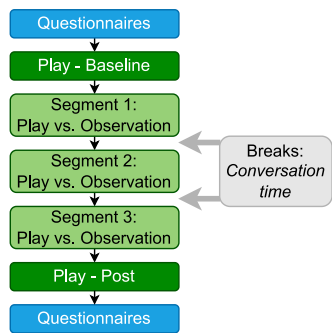 Questionnaires
Play - Baseline
Segment 1:
Play vs. Observation
Segment 2:
Play vs. Observation
Segment 3:
Play vs. Observation
Play - Post
Questionnaires
Breaks:
Conversation
time